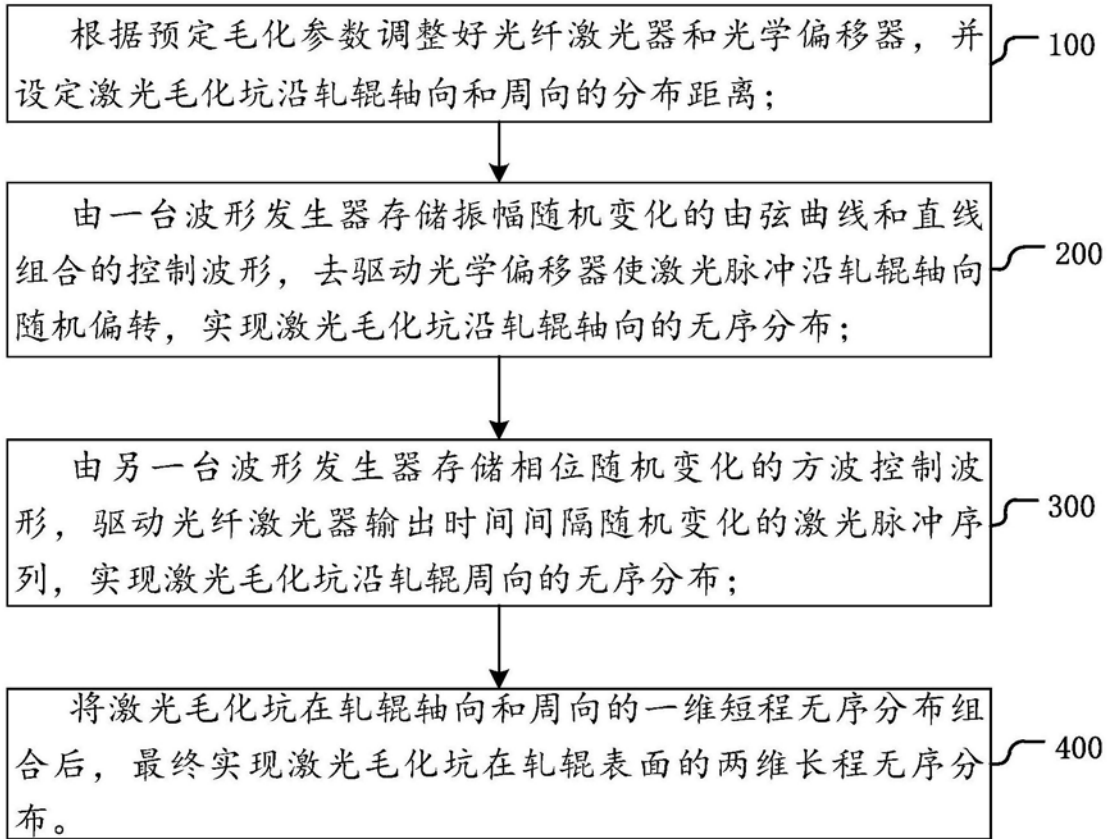 根据预定毛化参数调整好光纤激光器和光学偏移器，并
设定激光毛化坑沿轧辊轴向和周向的分布距离；
100
由一台波形发生器存储振幅随机变化的由弦曲线和直线
组合的控制波形，去驱动光学偏移器使激光脉冲沿轧辊轴向
随机偏转，实现激光毛化坑沿轧辊轴向的无序分布；
200
由另一台波形发生器存储相位随机变化的方波控制波
形，驱动光纤激光器输出时间间隔随机变化的激光脉冲序
列，实现激光毛化坑沿轧辊周向的无序分布；
300
将激光毛化坑在轧辊轴向和周向的一维短程无序分布组
合后，最终实现激光毛化坑在轧辊表面的两维长程无序分
布。
400